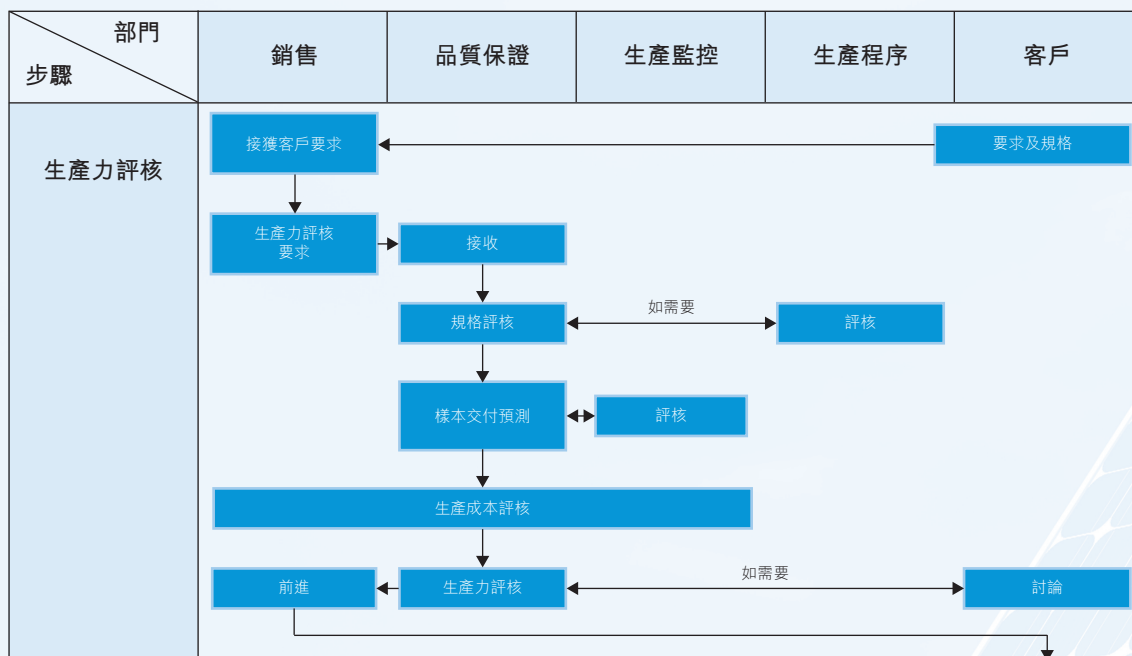 部門
步驟
銷售
品質保證
生產監控
生產程序
客戶
生產力評核
接獲客戶要求
要求及規格
生產力評核
要求
接收
規格評核
如需要
評核
樣本交付預測
評核
生產成本評核
前進
生產力評核
如需要
討論